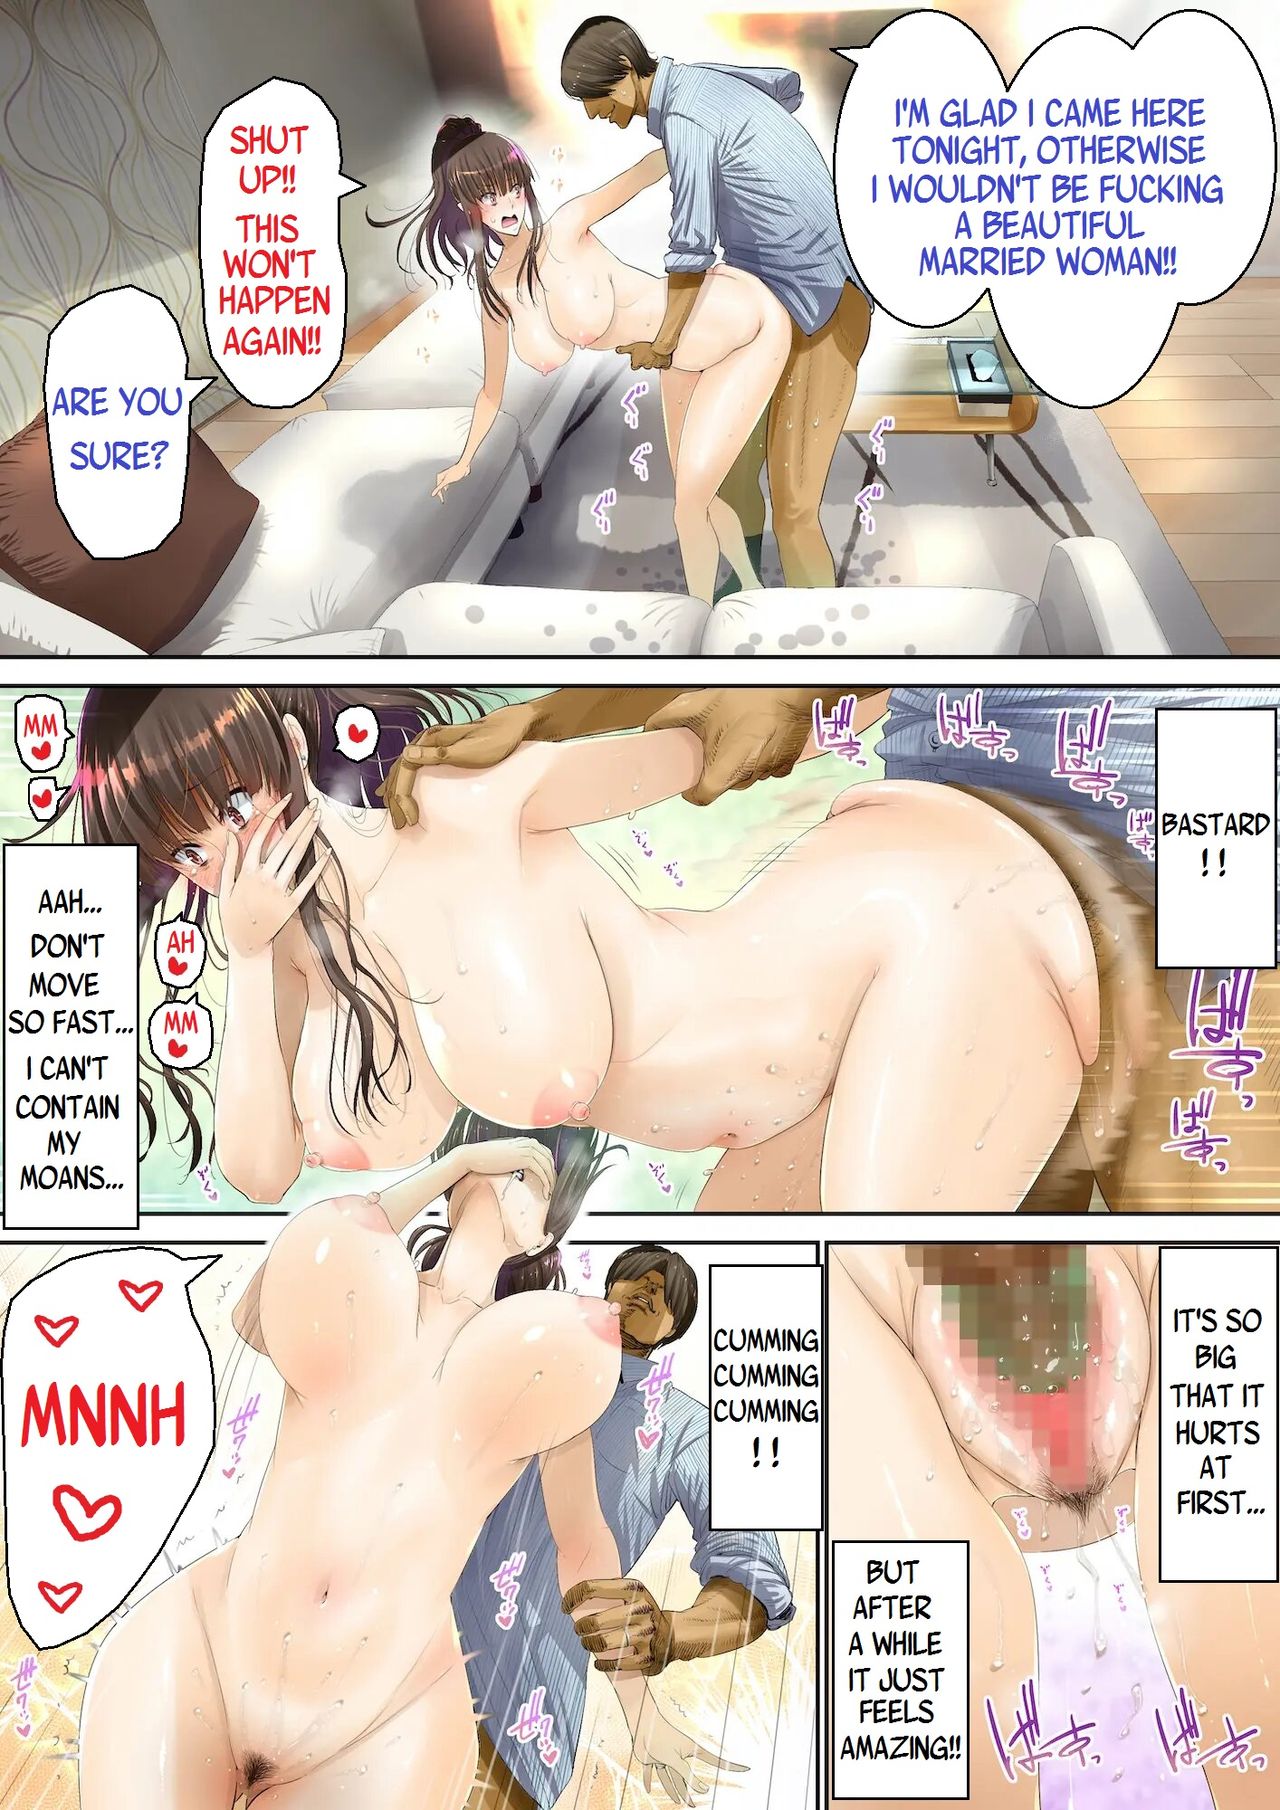 I'M GLAD I CAME HERE
TONIGHT, OTHERWISE
I WOULDN'T BE FUCKING
A BEAUTIFUL
MARRIED WOMAN!!
SHUT
UP!!
THIS
WON'T
HAPPEN
AGAIN!!
ARE YOU
SURE?
MM
BASTARD
!!
AH
MM
AAH...
DON'T
MOVE
SO FAST...
I CAN'T
CONTAIN
MY
MOANS...
MNNH
CUMMING
CUMMING
CUMMING
!!
IT'S SO
BIG
THAT IT
HURTS
AT
FIRST...
BUT
AFTER
A WHILE
IT JUST
FEELS
AMAZING!!